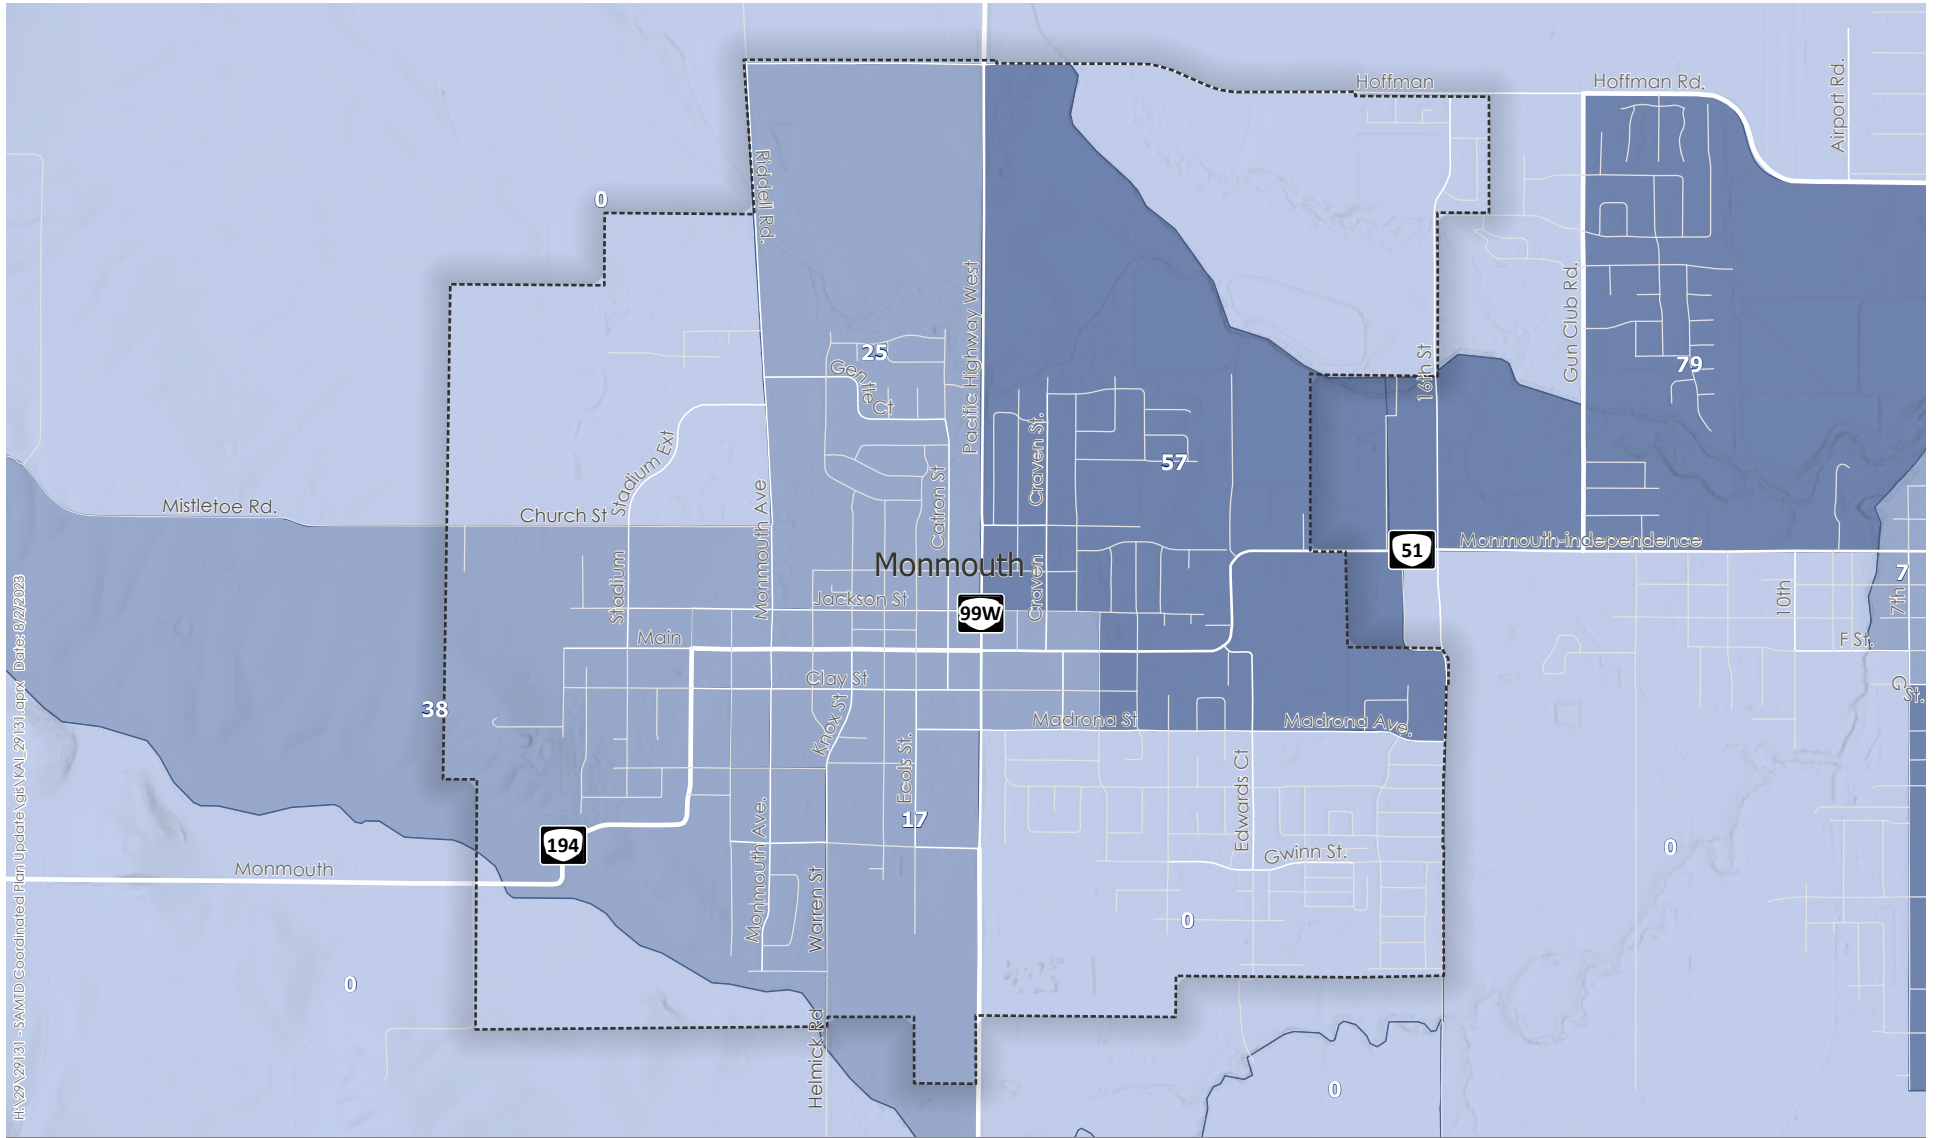 Hoffman
Hoffman Rd.
Airport Rd.
Riddell Rd.
0
Pacific Highway West
Gun Club Rd.
25
Gentle
Ct
16th St
79
Stadium Ext
Craven St.
57
Catron St
Mistletoe Rd.
Church St
Monmouth Ave
51
Monmouth-Independence
Monmouth
Stadium
Craven
7
7th
10th
Jackson St
99W
Main
F St.
Clay St
G St.
38
Knox St
Madrona St
Madrona Ave.
Ecols St.
Edwards Ct
17
194
Monmouth Ave.
Gwinn St.
0
Monmouth
Warren St
0
0
Helmick Rd
0
H:\29\29131 - SAMTD Coordinated Plan Update\gis\KAI_29131.aprx Date: 8/2/2023